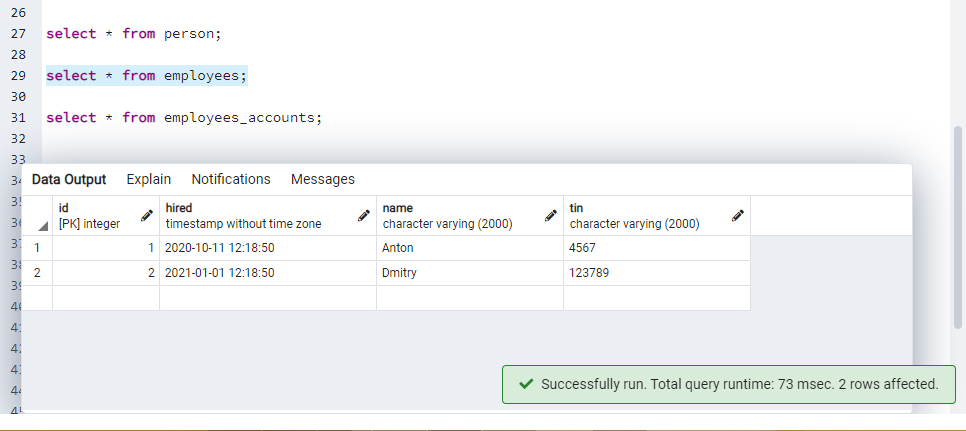 26
27 select * from person;
28
29 select * from employees;
30
31 select * from employees_accounts;
32
33
Data Output Explain Notifications Messages
id hired name tin
[PK] integer timestamp without time zone character varying (2000) character varying (2000)
1 1 2020-10-11 12:18:50 Anton 4567
2 2 2021-01-01 12:18:50 Dmitry 123789
Successfully run. Total query runtime: 73 msec. 2 rows affected.